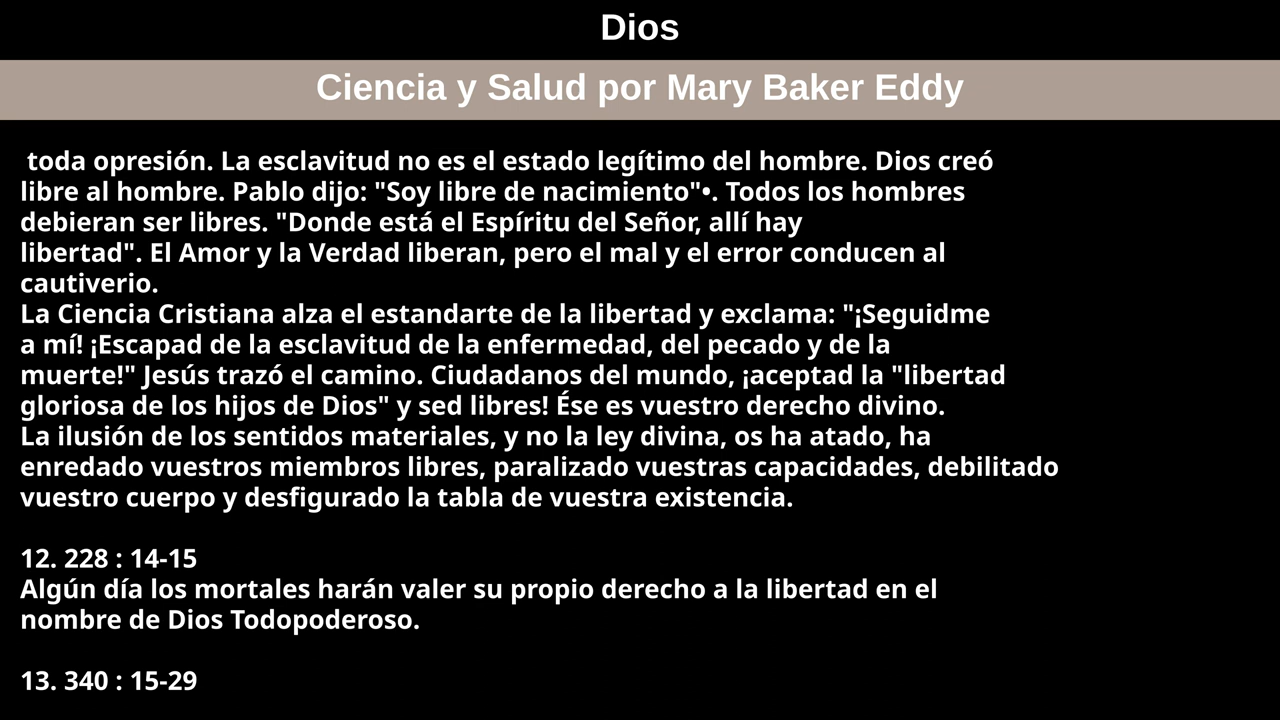 Dios
Ciencia y Salud por Mary Baker Eddy
toda opresión. La esclavitud no es el estado legítimo del hombre. Dios creó
libre al hombre. Pablo dijo: "Soy libre de nacimiento"•. Todos los hombres
debieran ser libres. "Donde está el Espíritu del Señor, allí hay
libertad". El Amor y la Verdad liberan, pero el mal y el error conducen al
cautiverio.
La Ciencia Cristiana alza el estandarte de la libertad y exclama: "¡Seguidme
a mí! ¡Escapad de la esclavitud de la enfermedad, del pecado y de la
muerte!" Jesús trazó el camino. Ciudadanos del mundo, ¡aceptad la "libertad
gloriosa de los hijos de Dios" y sed libres! Ése es vuestro derecho divino.
La ilusión de los sentidos materiales, y no la ley divina, os ha atado, ha
enredado vuestros miembros libres, paralizado vuestras capacidades, debilitado
vuestro cuerpo y desfigurado la tabla de vuestra existencia.
12. 228 : 14-15
Algún día los mortales harán valer su propio derecho a la libertad en el
nombre de Dios Todopoderoso.
13. 340 : 15-29